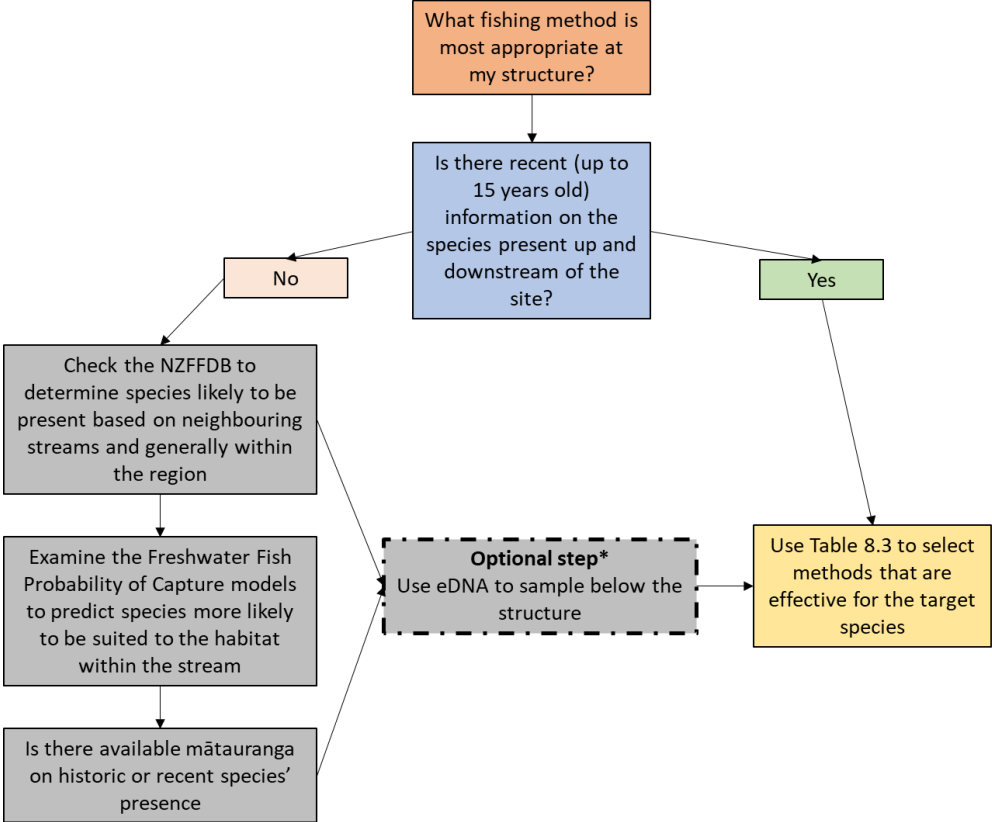 What fishing method is
most appropriate at
my structure?
Is there recent (up to
15 years old)
information on the
species present up and
downstream of the
site?
No
Yes
Check the NZFFDB to
determine species likely to be
present based on neighbouring
streams and generally within
the region
Examine the Freshwater Fish
Probability of Capture models
to predict species more likely
to be suited to the habitat
within the stream
Is there available mātauranga
on historic or recent species’
presence
Optional step*
Use eDNA to sample below the
structure
Use Table 8.3 to select
methods that are
effective for the target
species